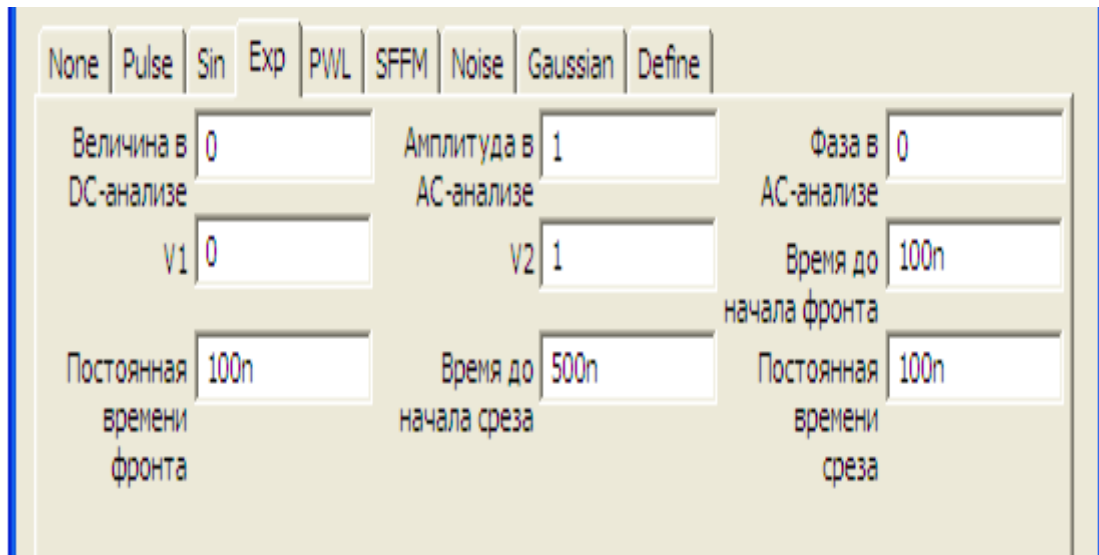 None Pulse Sin Exp PWL SFFM Noise Gaussian Define
Величина в 0 Амплитуда в 1 Фаза в 0
DC-анализе АС-анализе АС-анализе
V1 0 V2 1 Время до 100n
начала фронта
Постоянная 100n Время до 500n Постоянная 100n
времени начала среза времени
фронта среза